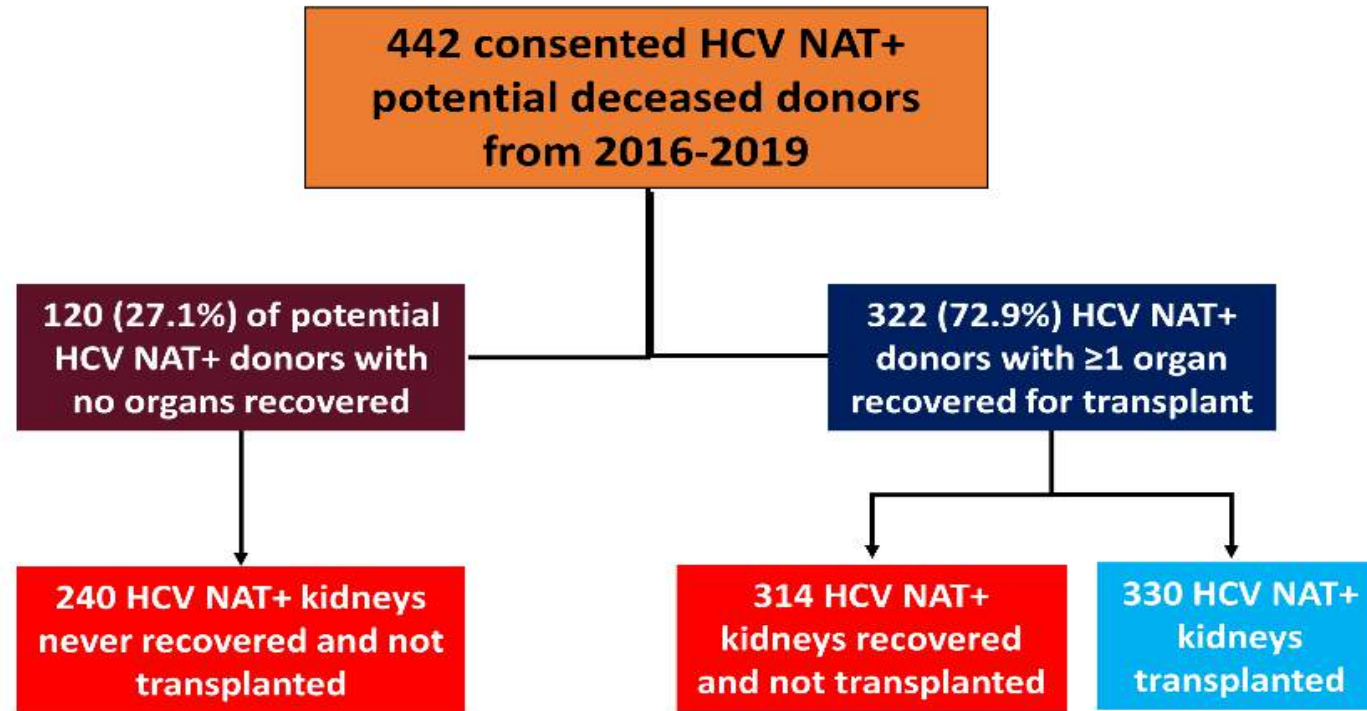 442 consented HCV NAT+
potential deceased donors
from 2016-2019
120 (27.1%) of potential
HCV NAT+ donors with
no organs recovered
322 (72.9%) HCV NAT+
donors with ≥1 organ
recovered for transplant
240 HCV NAT+ kidneys
never recovered and not
transplanted
314 HCV NAT+
kidneys recovered
and not transplanted
330 HCV NAT+
kidneys
transplanted